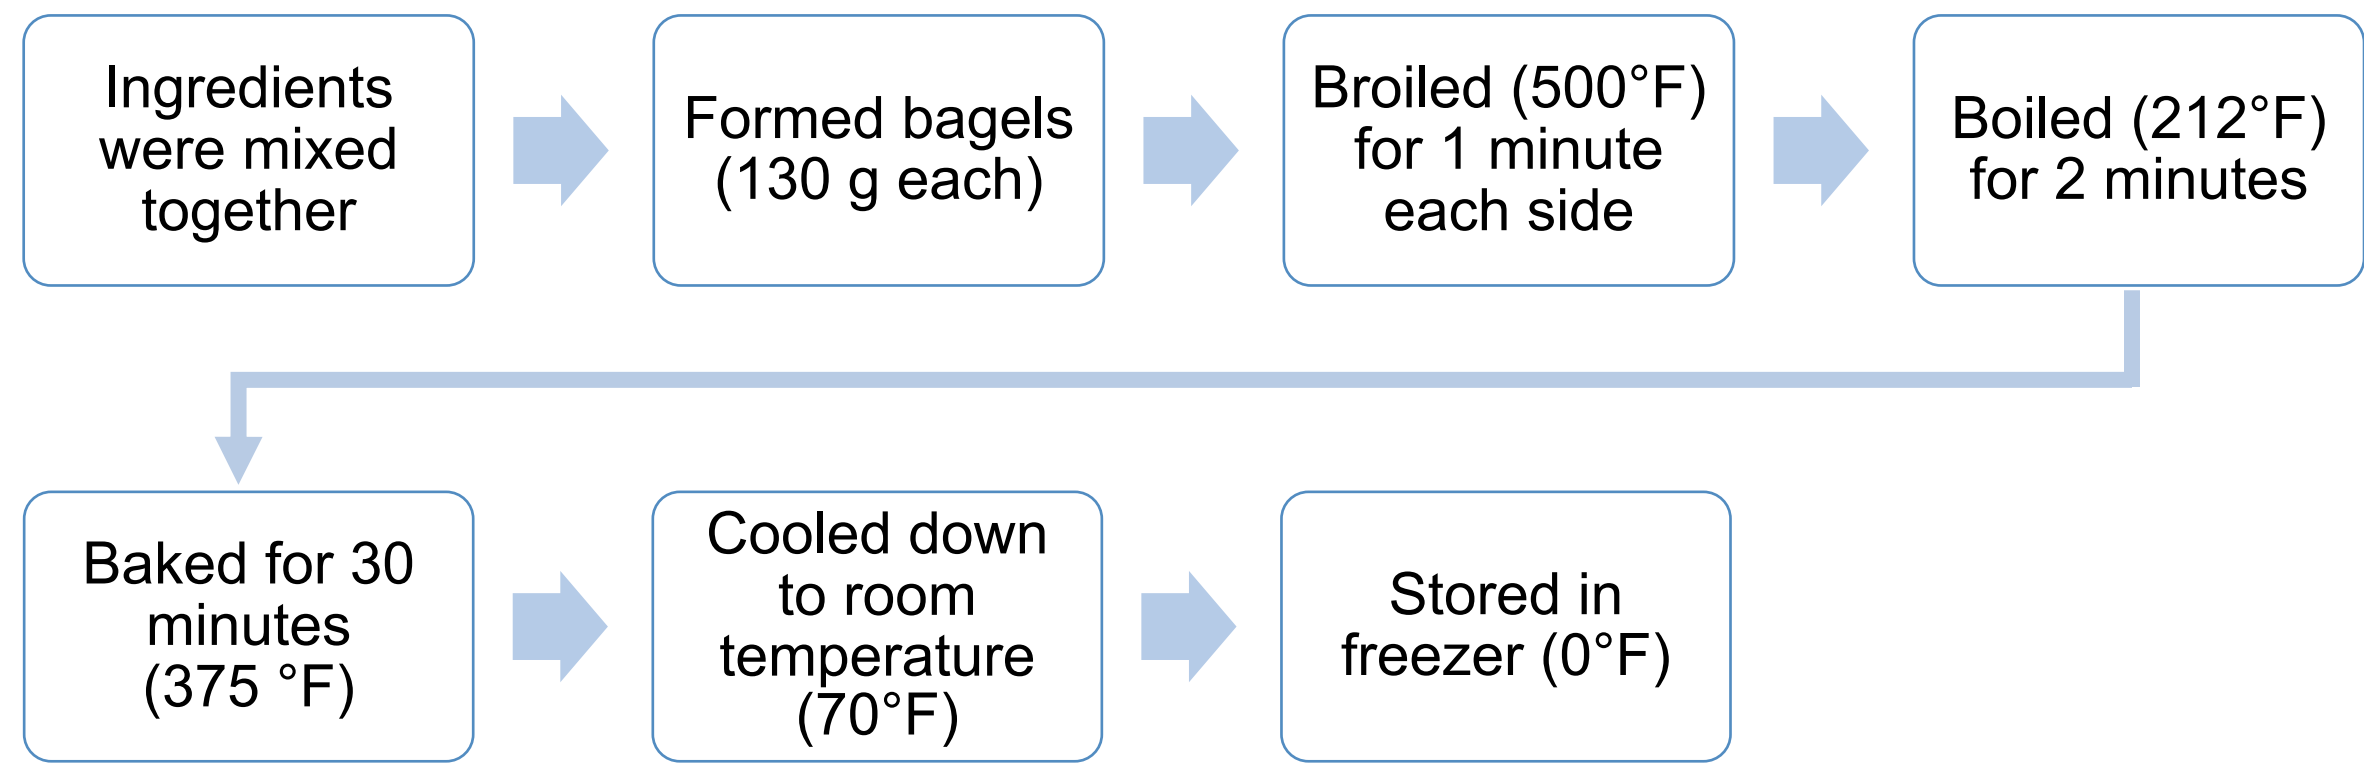 Ingredients
were mixed
together
Formed bagels
(130 g each)
Broiled (500°F)
for 1 minute
each side
Boiled (212°F)
for 2 minutes
Baked for 30
minutes
(375 °F)
Cooled down
to room
temperature
(70°F)
Stored in
freezer (0°F)